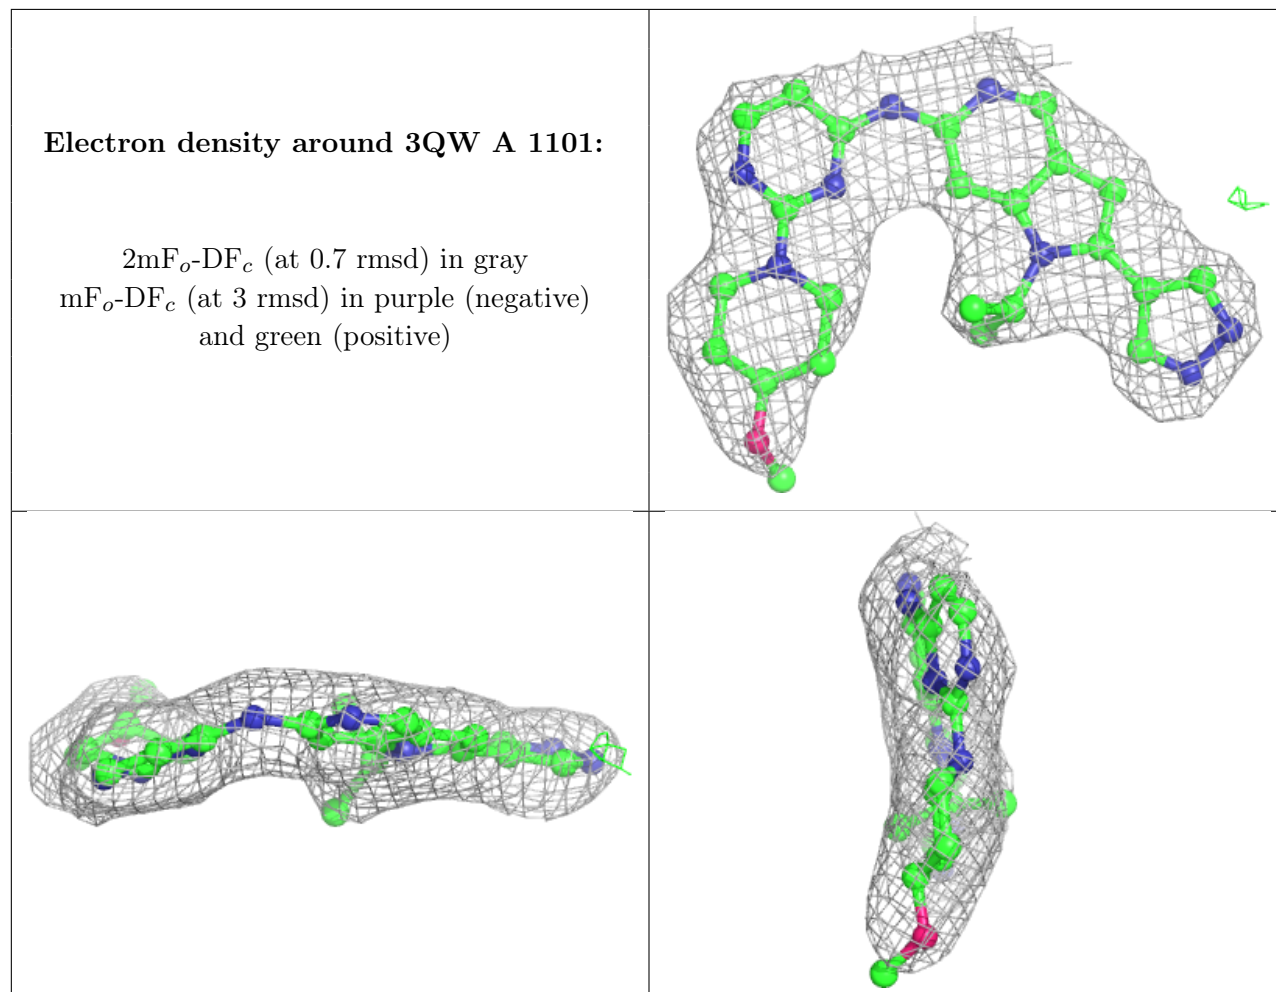 Electron density around 3QW A 1101:
2mFo-DFc (at 0.7 rmsd) in gray
mFo-DFc (at 3 rmsd) in purple (negative)
and green (positive)